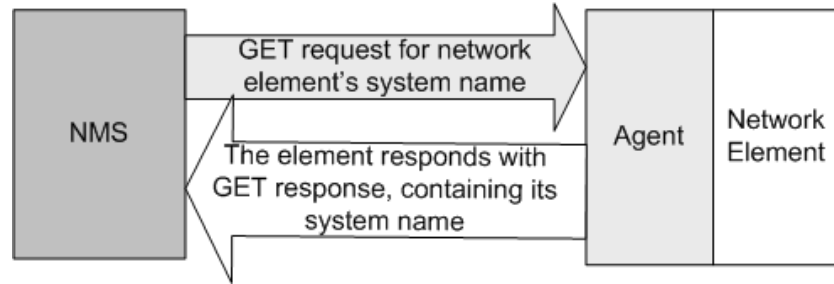 GET request for network
element's system name
NMS
The element responds with
GET response, containing its
system name
Agent
Network
Element